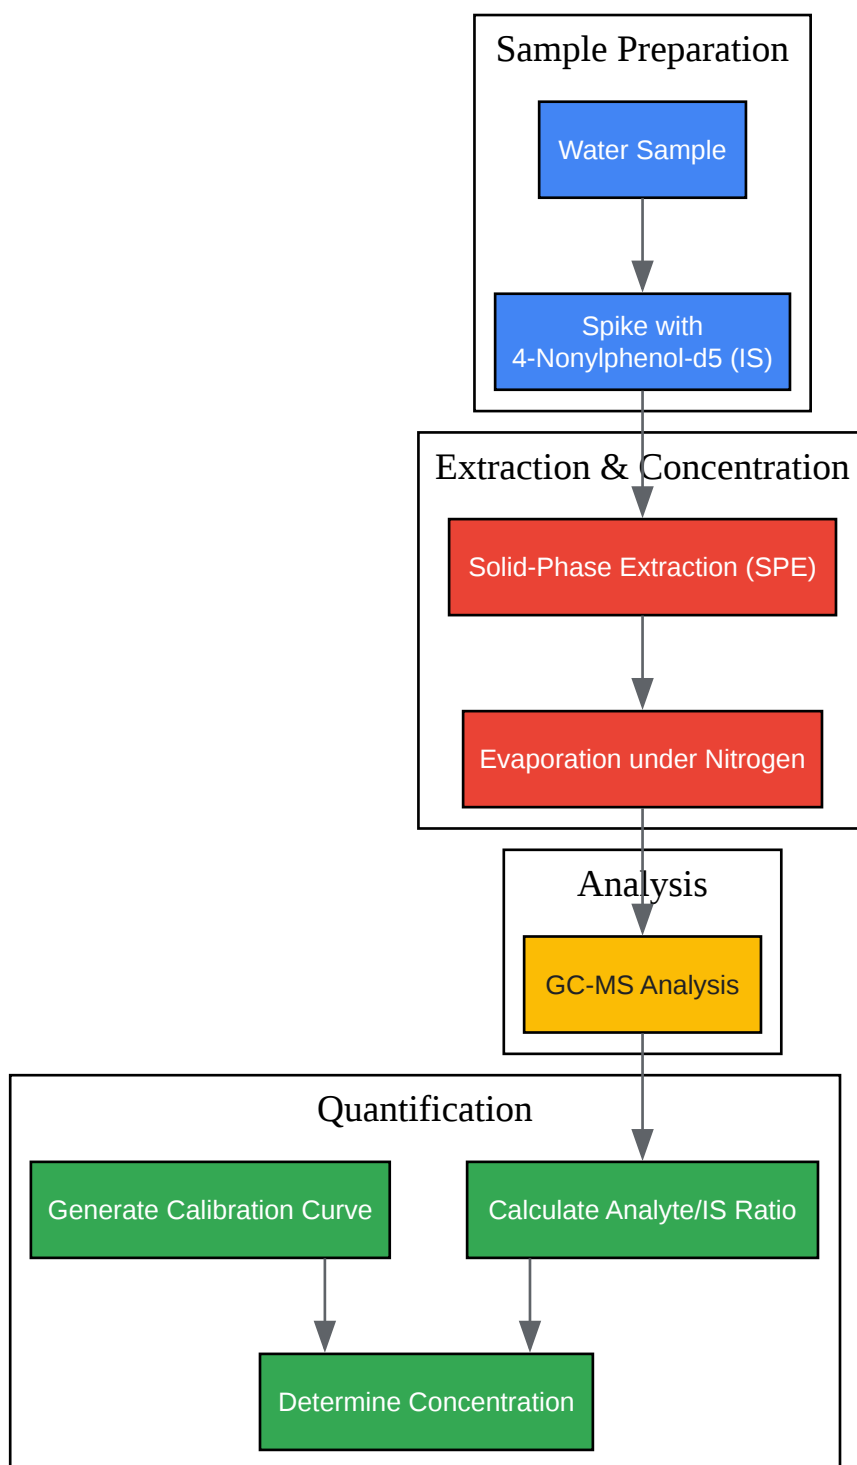 Sample Preparation
Water Sample
Spike with
4-Nonylphenol-d5 (IS)
Extraction & Concentration
Solid-Phase Extraction (SPE)
Evaporation under Nitrogen
Analysis
GC-MS Analysis
Quantification
Generate Calibration Curve
Calculate Analyte/IS Ratio
Determine Concentration